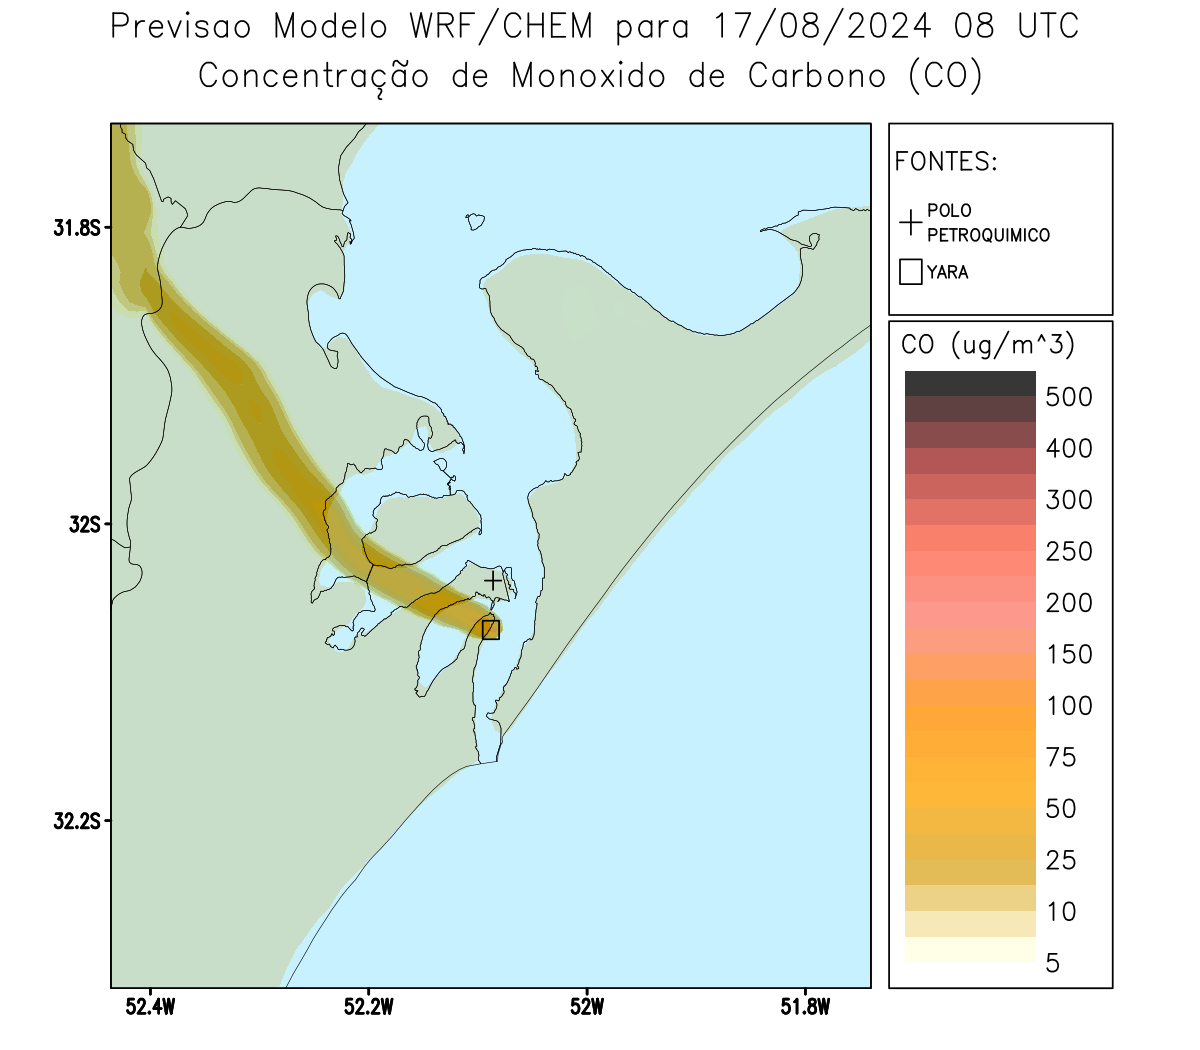 Previsao Modelo WRF/CHEM para 17/08/2024 08 UTC
Concentração de Monoxido de Carbono (CO)
FONTES:
POLO
PETROQUIMICO
YARA
CO (ug/m^3)
500
400
300
250
200
150
100
75
50
25
10
5
31.8S
32S
32.2S
52.4W
52.2W
52W
51.8W